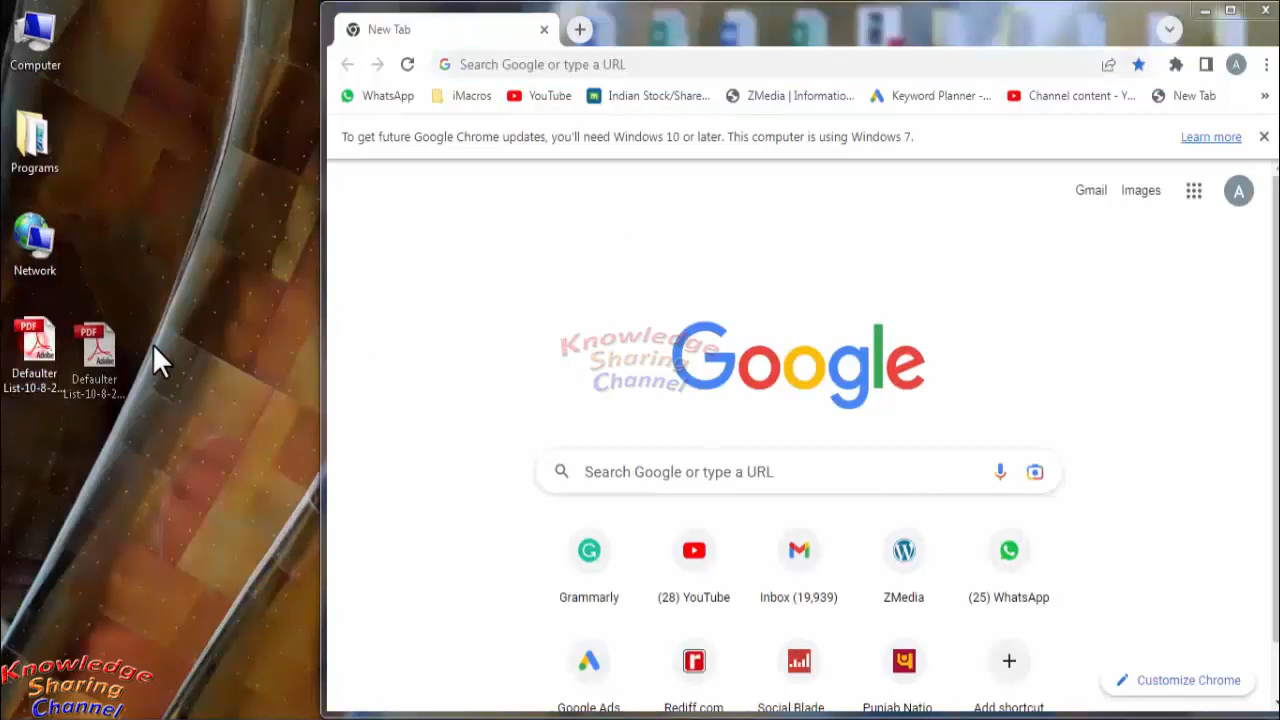 Computer
Programs
Network
PDF
Adobe
Defaulter
List-10-8-2...
PDF
Adobe
Defaulter
List-10-8-2...
Knowledge
Sharing
Channel
New Tab
Search Google or type a URL
A
WhatsApp
iMacros
YouTube
Indian Stock/Share...
ZMedia | Informatio...
Keyword Planner -...
Channel content - Y...
New Tab
»
To get future Google Chrome updates, you'll need Windows 10 or later. This computer is using Windows 7.
Learn more
Gmail
Images
A
Google
Knowledge
Sharing
Channel
Search Google or type a URL
Grammarly
(28) YouTube
Inbox (19,939)
ZMedia
(25) WhatsApp
Google Ads
Rediff.com
Social Blade
Punjab Natio
Add shortcut
Customize Chrome